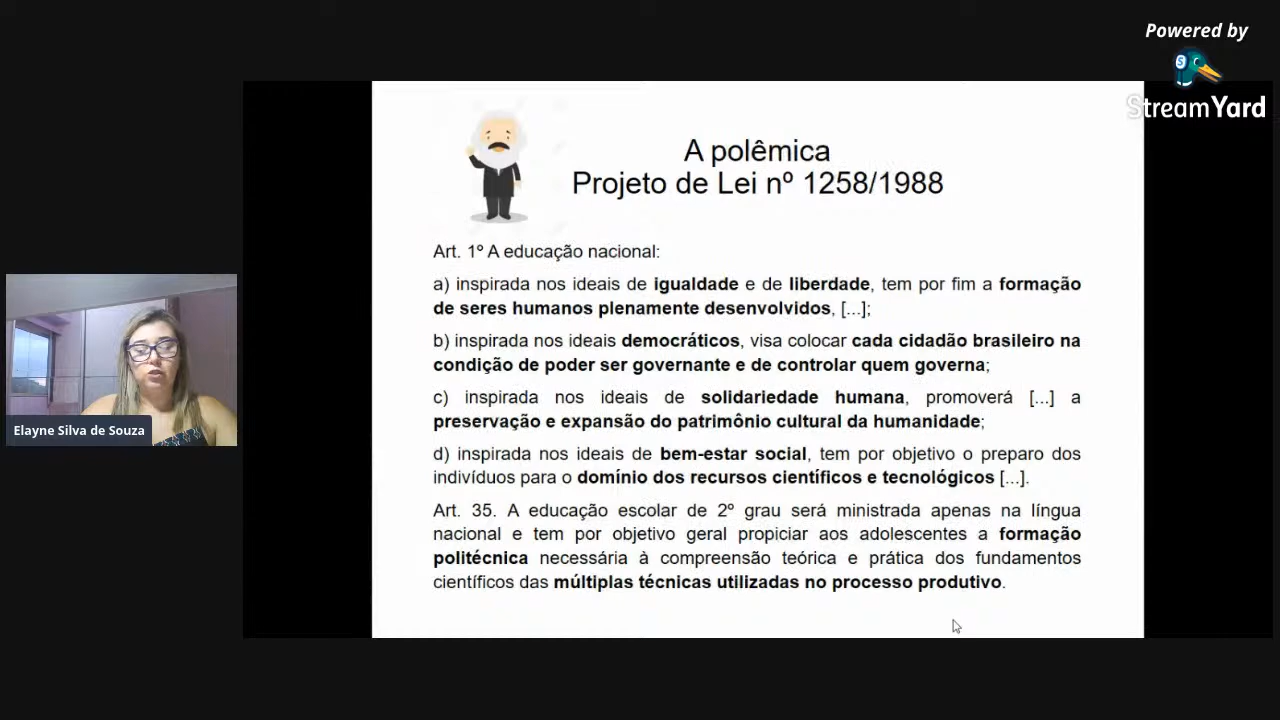 Powered by
StreamYard
A polêmica
Projeto de Lei nº 1258/1988
Art. 1º A educação nacional:
a) inspirada nos ideais de igualdade e de liberdade, tem por fim a formação
de seres humanos plenamente desenvolvidos, [...];
b) inspirada nos ideais democráticos, visa colocar cada cidadão brasileiro na
condição de poder ser governante e de controlar quem governa;
c) inspirada nos ideais de solidariedade humana, promoverá [...] a
preservação e expansão do patrimônio cultural da humanidade;
d) inspirada nos ideais de bem-estar social, tem por objetivo o preparo dos
indivíduos para o domínio dos recursos científicos e tecnológicos [...].
Art. 35. A educação escolar de 2º grau será ministrada apenas na língua
nacional e tem por objetivo geral propiciar aos adolescentes a formação
politécnica necessária à compreensão teórica e prática dos fundamentos
científicos das múltiplas técnicas utilizadas no processo produtivo.
Elayne Silva de Souza